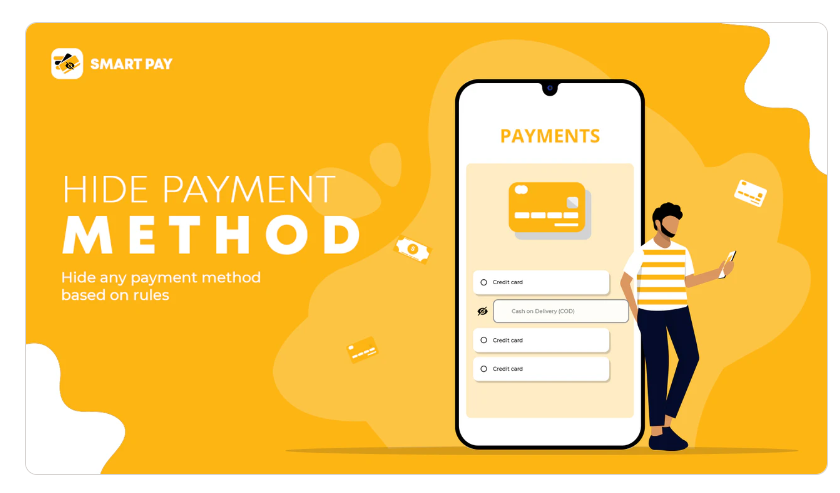 SMART PAY
HIDE PAYMENT
METHOD
Hide any payment method
based on rules
PAYMENTS
Credit card
Cash on Delivery (COD)
Credit card
Credit card